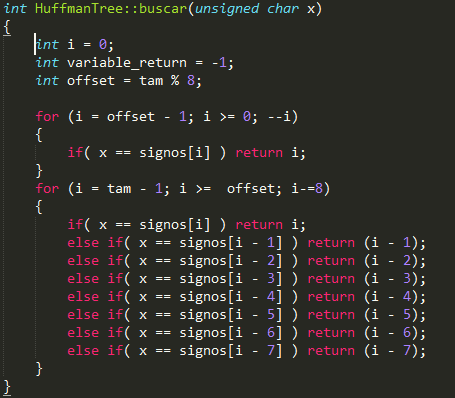 int HuffmanTree::buscar(unsigned char x)
{
    int i = 0;
    int variable_return = -1;
    int offset = tam % 8;

    for (i = offset - 1; i >= 0; --i)
    {
        if( x == signos[i] ) return i;
    }
    for (i = tam - 1; i >=  offset; i-=8)
    {
        if( x == signos[i] ) return i;
        else if( x == signos[i - 1] ) return (i - 1);
        else if( x == signos[i - 2] ) return (i - 2);
        else if( x == signos[i - 3] ) return (i - 3);
        else if( x == signos[i - 4] ) return (i - 4);
        else if( x == signos[i - 5] ) return (i - 5);
        else if( x == signos[i - 6] ) return (i - 6);
        else if( x == signos[i - 7] ) return (i - 7);
    }
}